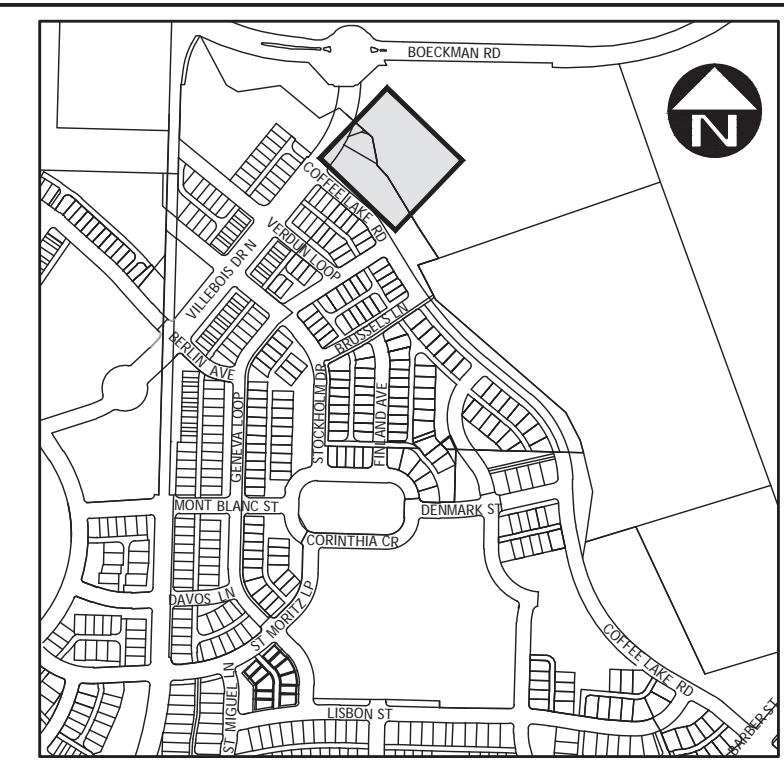 BOECKMAN RD
N
COFFEE LAKE RD
VERDUN LOOP
VILLEBOIS DR N
BRUSSELS LN
BERLIN AVE
STOCKHOLM DR
FINLAND AVE
GENEVA LOOP
MONT BLANC ST
DENMARK ST
CORINTHIA CR
DAVOS LN
ST MORITZ LP
COFFEE LAKE RD
ST MIGUEL LN
LISBON ST
BARBER ST